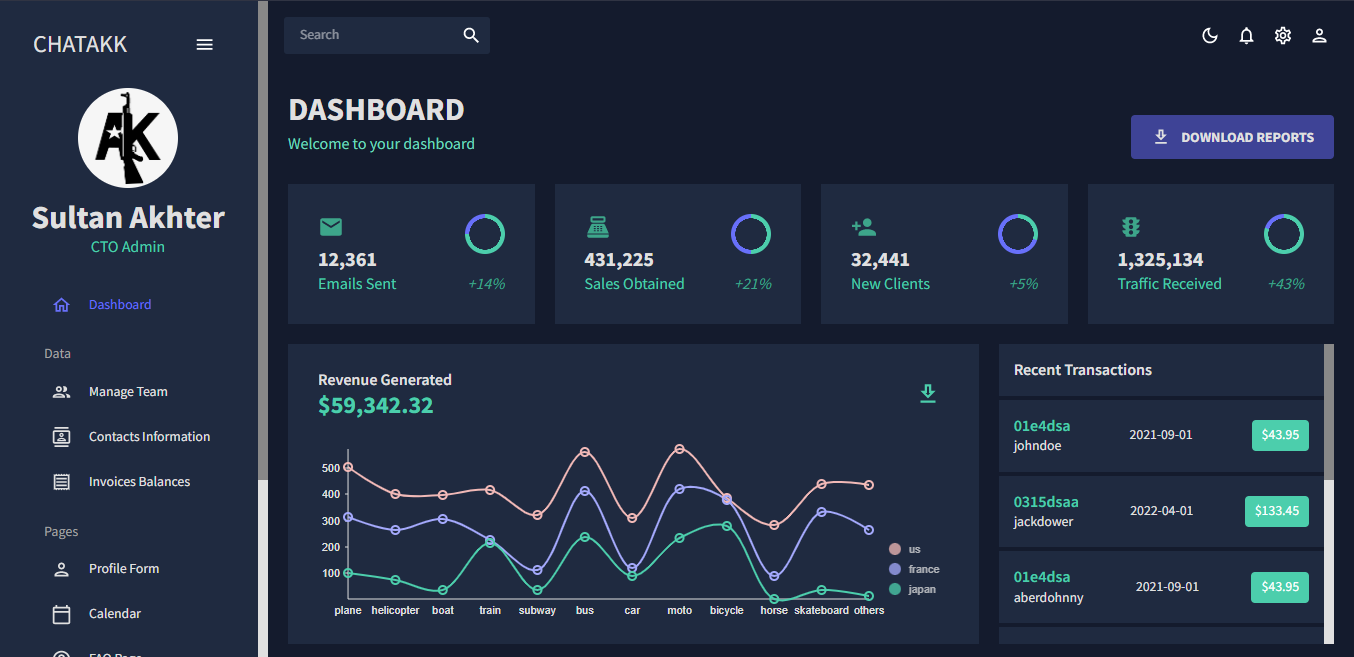 CHATAKK
AK
Sultan Akhter
CTO Admin
Dashboard
Data
Manage Team
Contacts Information
Invoices Balances
Pages
Profile Form
Calendar
FAQ Page
Search
DASHBOARD
Welcome to your dashboard
DOWNLOAD REPORTS
12,361
Emails Sent
+14%
431,225
Sales Obtained
+21%
32,441
New Clients
+5%
1,325,134
Traffic Received
+43%
Revenue Generated
$59,342.32
500
400
300
200
100
plane helicopter boat train subway bus car moto bicycle horse skateboard others
us
france
japan
Recent Transactions
01e4dsa
johndoe
2021-09-01
$43.95
0315dsaa
jackdower
2022-04-01
$133.45
01e4dsa
aberdohnny
2021-09-01
$43.95